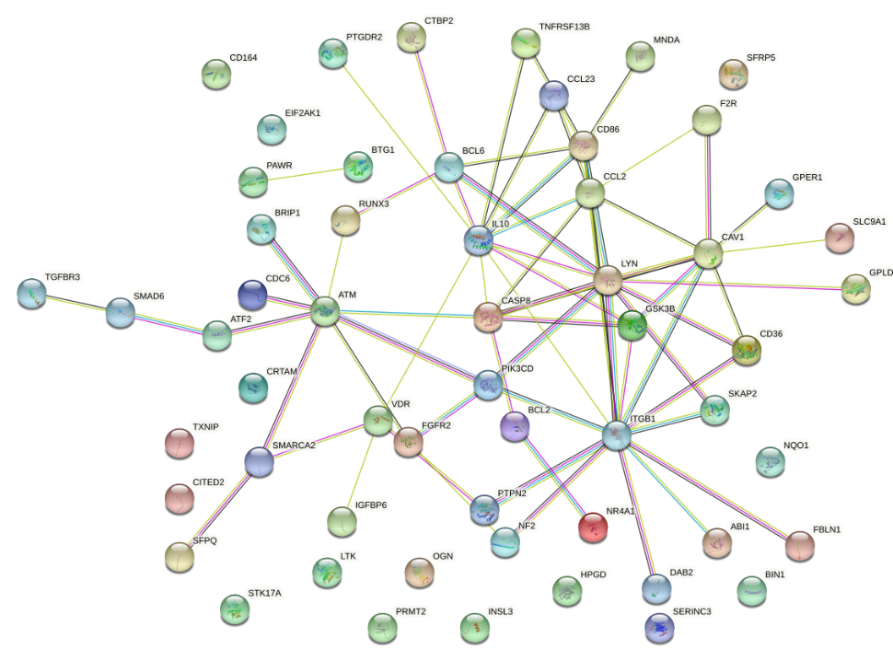 CTBP2
TNFRSF13B
PTGDR2
MNDA
CD164
SFRP5
CCL23
EIF2AK1
F2R
CD86
BTG1
BCL6
PAWR
CCL2
GPER1
RUNX3
BRIP1
IL10
SLC9A1
CAV1
LYN
TGFBR3
CDC6
ATM
GPLD
SMAD6
CASP8
GSK3B
ATF2
CD36
CRTAM
PIK3CD
SKAP2
VDR
BCL2
ITGB1
TXNIP
FGFR2
SMARCA2
NQO1
CITED2
IGFBP6
PTPN2
NR4A1
NF2
ABI1
FBLN1
SFPQ
LTK
OGN
HPGD
DAB2
BIN1
STK17A
PRMT2
INSL3
SERINC3